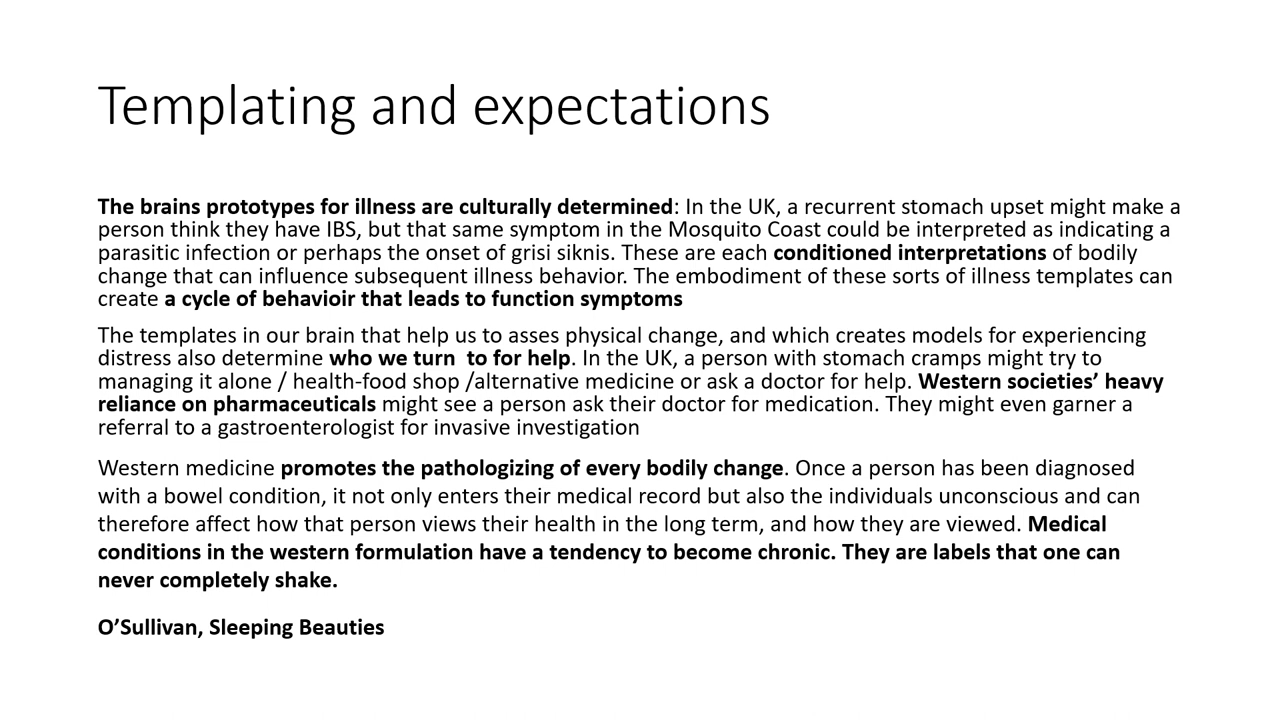 Templating and expectations
The brains prototypes for illness are culturally determined: In the UK, a recurrent stomach upset might make a
person think they have IBS, but that same symptom in the Mosquito Coast could be interpreted as indicating a
parasitic infection or perhaps the onset of grisi siknis. These are each conditioned interpretations of bodily
change that can influence subsequent illness behavior. The embodiment of these sorts of illness templates can
create a cycle of behavioir that leads to function symptoms
The templates in our brain that help us to asses physical change, and which creates models for experiencing
distress also determine who we turn  to for help. In the UK, a person with stomach cramps might try to
managing it alone / health-food shop /alternative medicine or ask a doctor for help. Western societies’ heavy
reliance on pharmaceuticals might see a person ask their doctor for medication. They might even garner a
referral to a gastroenterologist for invasive investigation
Western medicine promotes the pathologizing of every bodily change. Once a person has been diagnosed
with a bowel condition, it not only enters their medical record but also the individuals unconscious and can
therefore affect how that person views their health in the long term, and how they are viewed. Medical
conditions in the western formulation have a tendency to become chronic. They are labels that one can
never completely shake.
O’Sullivan, Sleeping Beauties